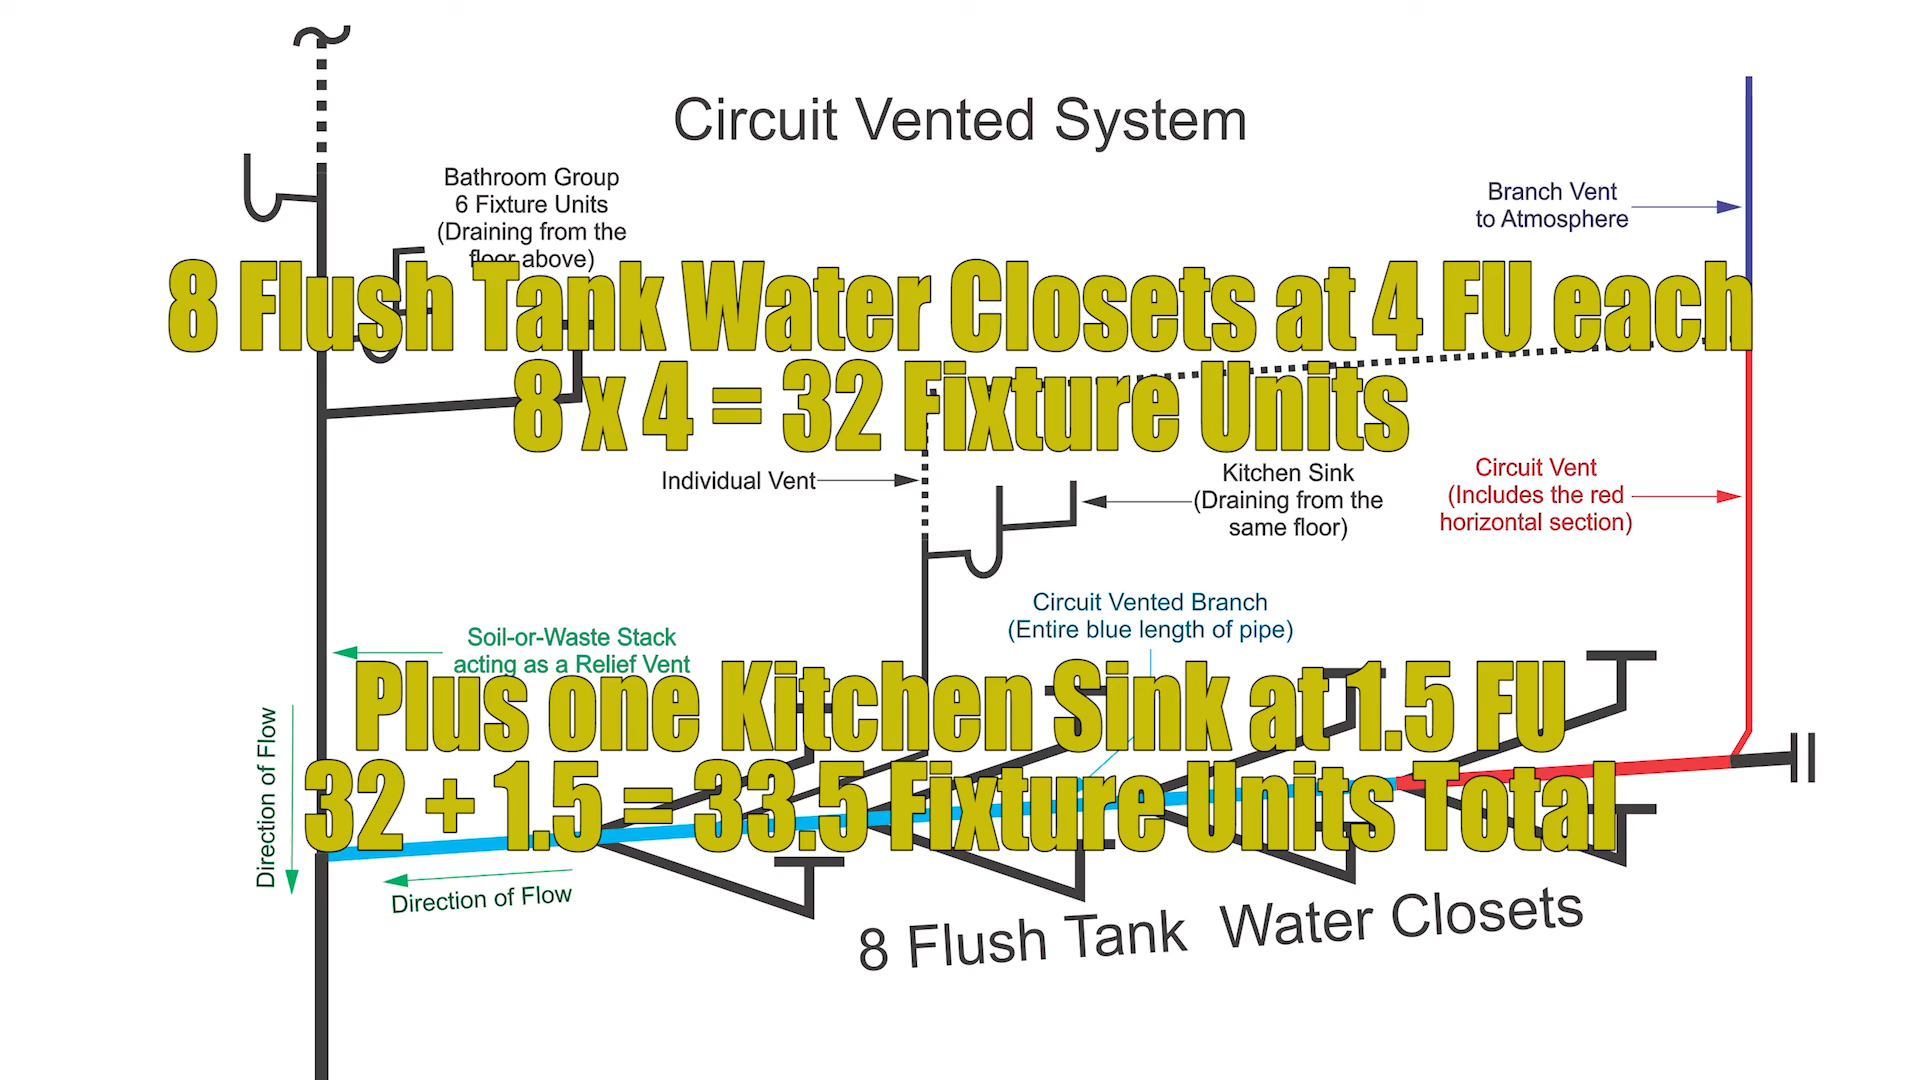 Circuit Vented System
Bathroom Group
6 Fixture Units
(Draining from the
floor above)
Branch Vent
to Atmosphere
8 Flush Tank Water Closets at 4 FU each
8 x 4 = 32 Fixture Units
Individual Vent
Kitchen Sink
(Draining from the
same floor)
Circuit Vent
(Includes the red
horizontal section)
Circuit Vented Branch
(Entire blue length of pipe)
Soil-or-Waste Stack
acting as a Relief Vent
Plus one Kitchen Sink at 1.5 FU
32 + 1.5 = 33.5 Fixture Units Total
Direction of Flow
Direction of Flow
8 Flush Tank Water Closets